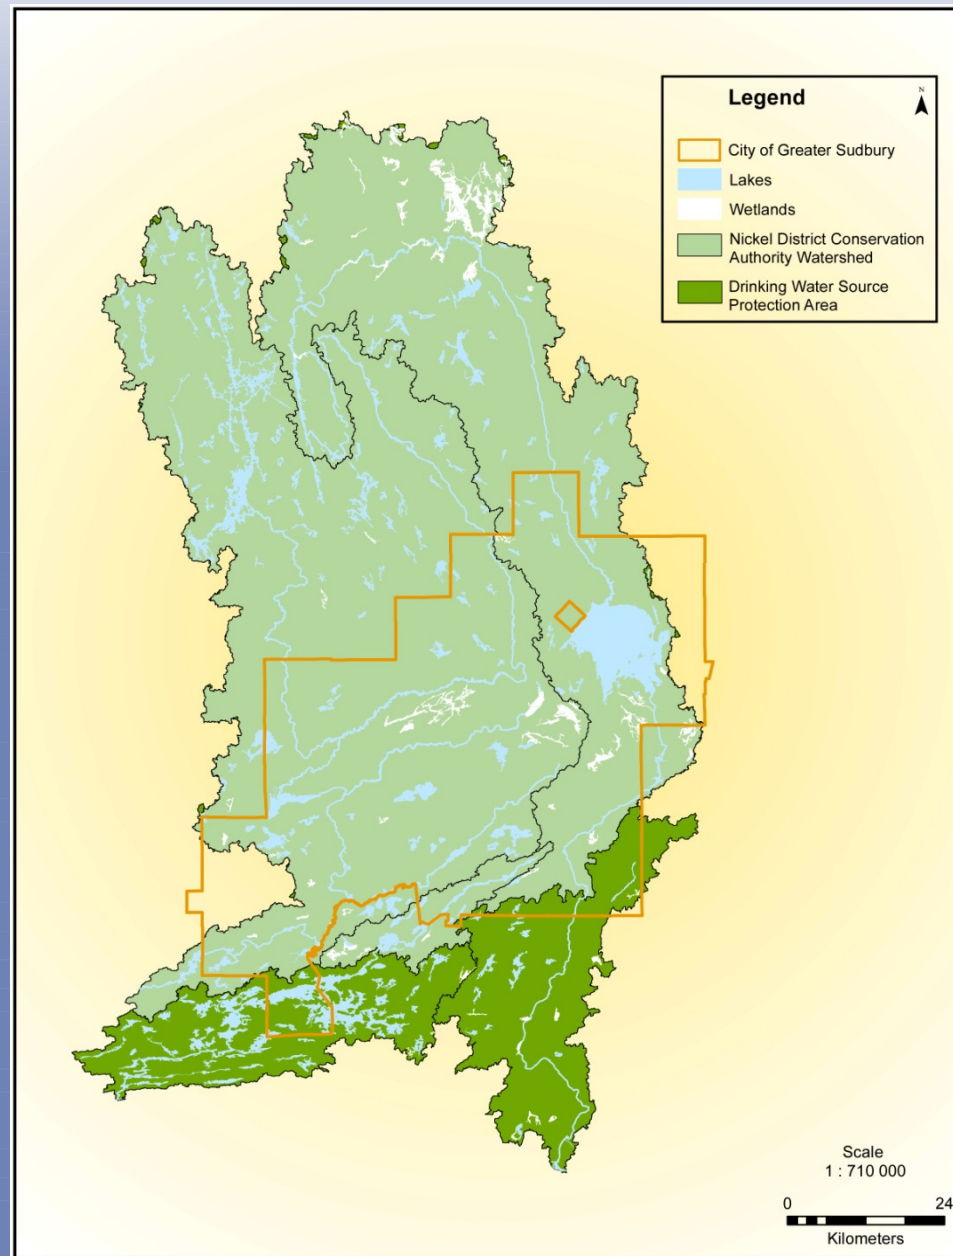 Legend
N
City of Greater Sudbury
Lakes
Wetlands
Nickel District Conservation
Authority Watershed
Drinking Water Source
Protection Area
Scale
1 : 710 000
0 24
Kilometers